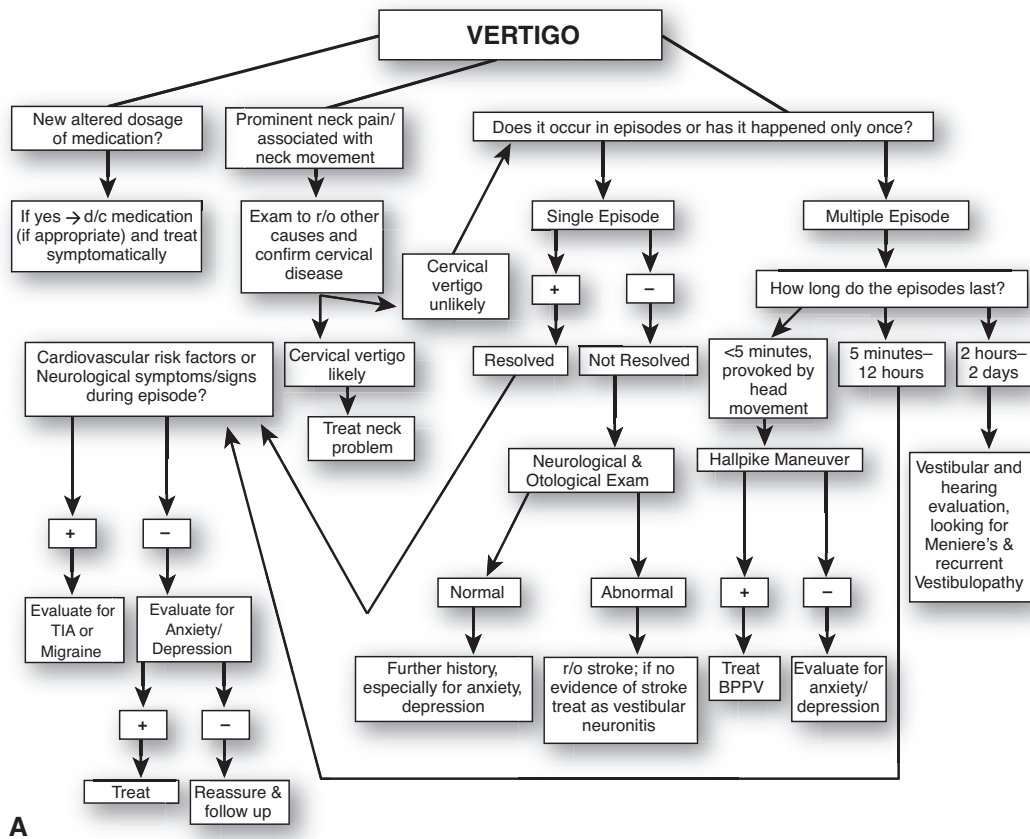 VERTIGO
New altered dosage
of medication?
If yes → d/c medication
(if appropriate) and treat
symptomatically
Prominent neck pain/
associated with
neck movement
Exam to r/o other
causes and
confirm cervical
disease
Cervical
vertigo
unlikely
Cervical vertigo
likely
Treat neck
problem
Does it occur in episodes or has it happened only once?
Single Episode
+
–
Resolved
Not Resolved
Neurological &
Otological Exam
Normal
Abnormal
Further history,
especially for anxiety,
depression
r/o stroke; if no
evidence of stroke
treat as vestibular
neuronitis
Multiple Episode
How long do the episodes last?
<5 minutes,
provoked by
head
movement
5 minutes–
12 hours
2 hours–
2 days
Hallpike Maneuver
+
–
Treat
BPPV
Evaluate for
anxiety/
depression
Vestibular and
hearing
evaluation,
looking for
Meniere's &
recurrent
Vestibulopathy
Cardiovascular risk factors or
Neurological symptoms/signs
during episode?
+
–
Evaluate for
TIA or
Migraine
Evaluate for
Anxiety/
Depression
+
–
Treat
Reassure &
follow up
A